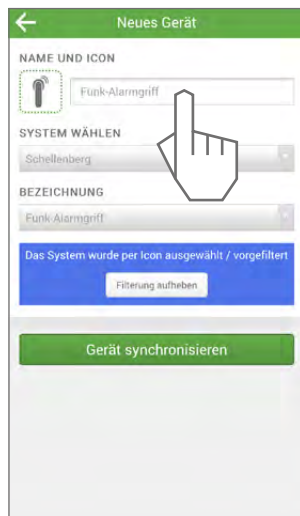 Neues Gerät
NAME UND ICON
Funk-Alarmgriff
SYSTEM WÄHLEN
Schellenberg
BEZEICHNUNG
Funk-Alarmgriff
Das System wurde per Icon ausgewählt / vorgefiltert
Filterung aufheben
Gerät synchronisieren